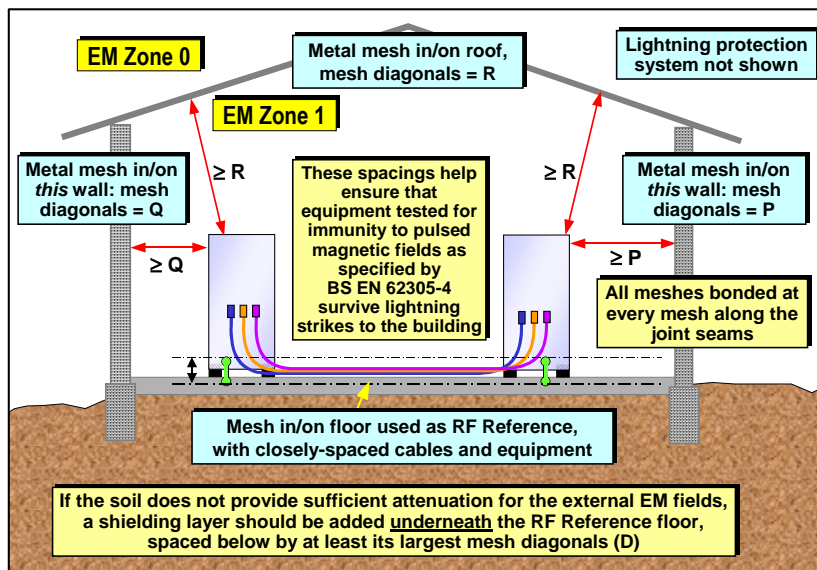 EM Zone 0
Metal mesh in/on roof,
mesh diagonals = R
Lightning protection
system not shown
EM Zone 1
Metal mesh in/on
this wall: mesh
diagonals = Q
≥ R
These spacings help
ensure that
equipment tested for
immunity to pulsed
magnetic fields as
specified by
BS EN 62305-4
survive lightning
strikes to the building
≥ R
Metal mesh in/on
this wall: mesh
diagonals = P
≥ Q
≥ P
All meshes bonded at
every mesh along the
joint seams
Mesh in/on floor used as RF Reference,
with closely-spaced cables and equipment
If the soil does not provide sufficient attenuation for the external EM fields,
a shielding layer should be added underneath the RF Reference floor,
spaced below by at least its largest mesh diagonals (D)